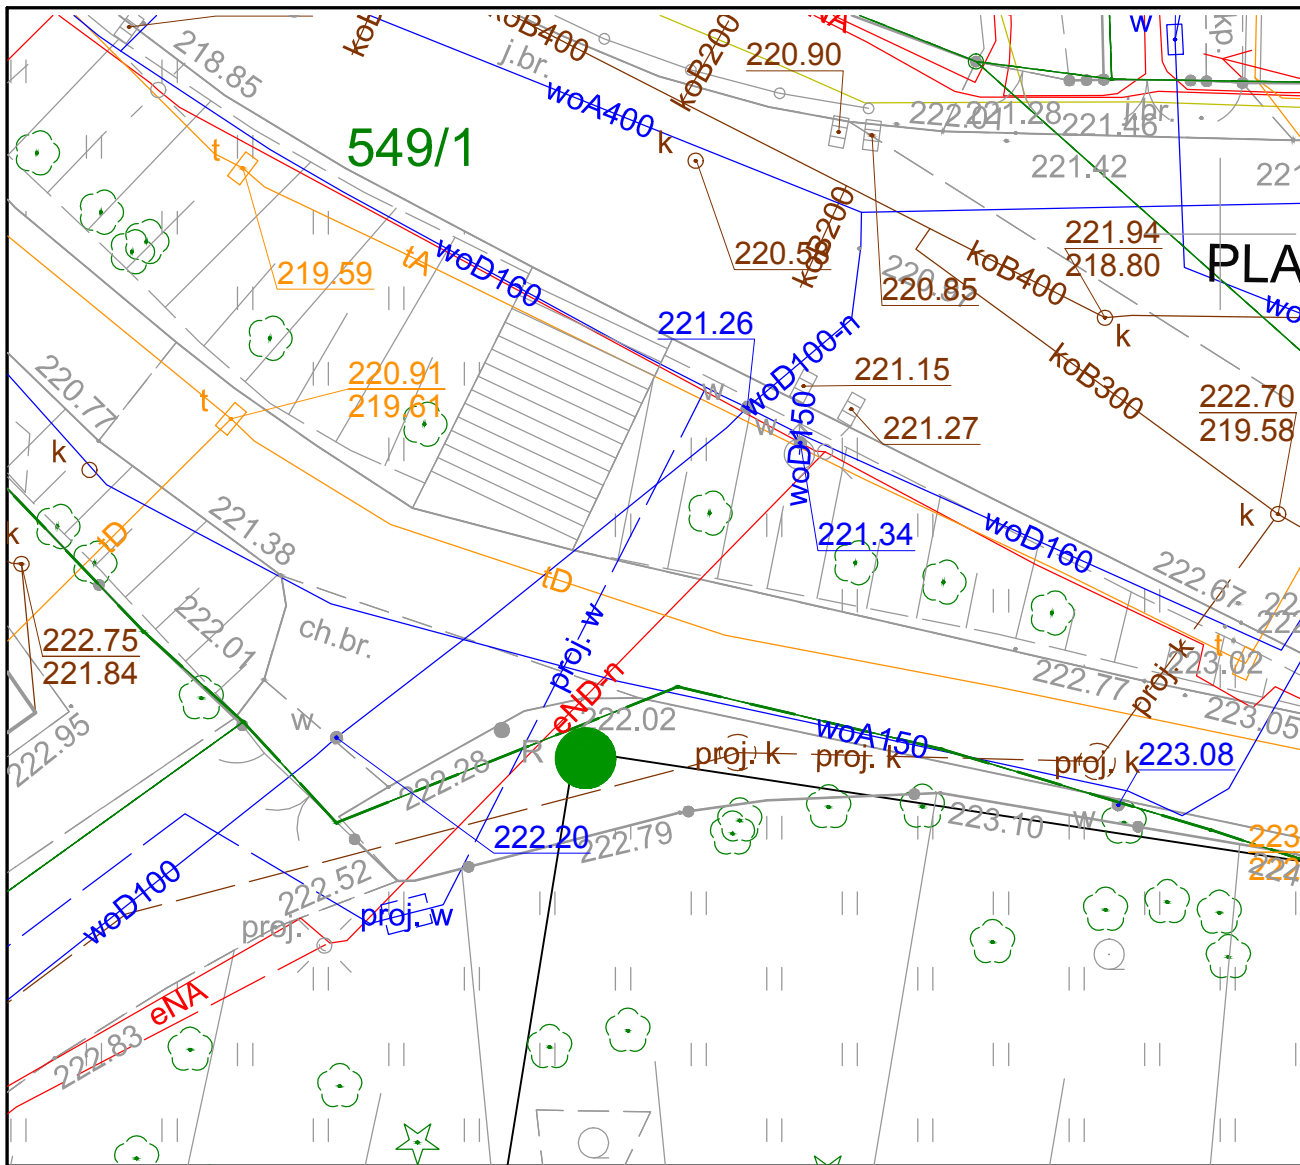 koB400
koB200
218.85
j.br.
220.90
w
kp.
woA400
222.01
221.28
221.46
j.br.
549/1
t
k
221.42
koB200
221.94
218.80
PLA
219.59
tA
woD160
220.85
koB400
k
221.26
woD100-n
koB300
220.77
220.91
219.61
t
w
w
221.15
221.27
222.70
219.58
k
woD150
k
k
221.38
tD
221.34
woD160
tD
222.67
222.01
222.75
221.84
ch.br.
proj. w
eND-n
222.77
proj. k
t
223.02
223.05
222.95
w
R
222.02
222.28
woA150
proj. k
proj. k
proj. k
223.08
222.20
222.79
223.10
w
woD100
222.52
proj.
proj. w
eNA
222.83